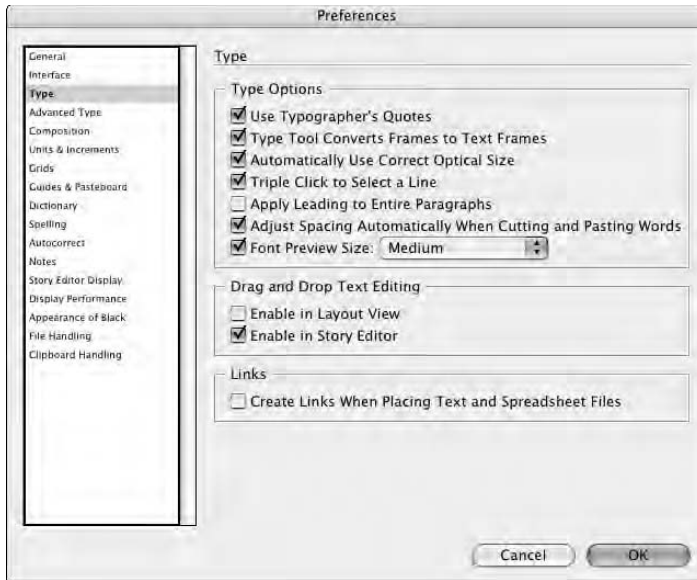 Preferences
General
Interface
Type
Advanced Type
Composition
Units & Increments
Grids
Guides & Pasteboard
Dictionary
Spelling
Autocorrect
Notes
Story Editor Display
Display Performance
Appearance of Black
File Handling
Clipboard Handling
Type
Type Options
Use Typographer's Quotes
Type Tool Converts Frames to Text Frames
Automatically Use Correct Optical Size
Triple Click to Select a Line
Apply Leading to Entire Paragraphs
Adjust Spacing Automatically When Cutting and Pasting Words
Font Preview Size: Medium
Drag and Drop Text Editing
Enable in Layout View
Enable in Story Editor
Links
Create Links When Placing Text and Spreadsheet Files
Cancel OK